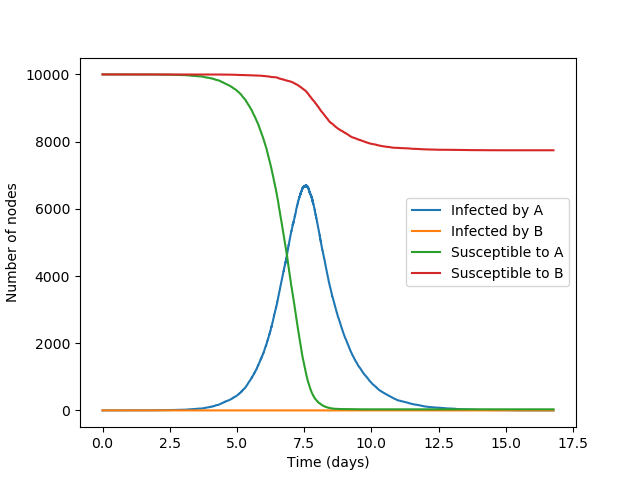 Number of nodes
10000
8000
6000
4000
2000
0
Infected by A
Infected by B
Susceptible to A
Susceptible to B
0.0 2.5 5.0 7.5 10.0 12.5 15.0 17.5
Time (days)